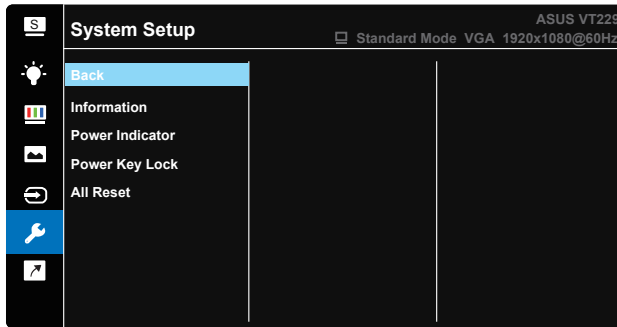 S
System Setup
ASUS VT229
Standard Mode VGA 1920x1080@60Hz
Back
Information
Power Indicator
Power Key Lock
All Reset